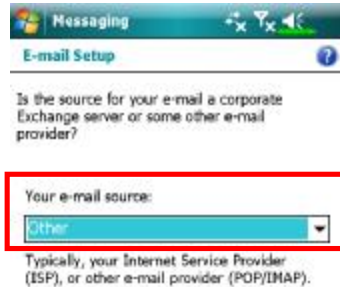 Messaging
E-mail Setup
Is the source for your e-mail a corporate
Exchange server or some other e-mail
provider?
Your e-mail source:
Other
Typically, your Internet Service Provider
(ISP), or other e-mail provider (POP/IMAP).